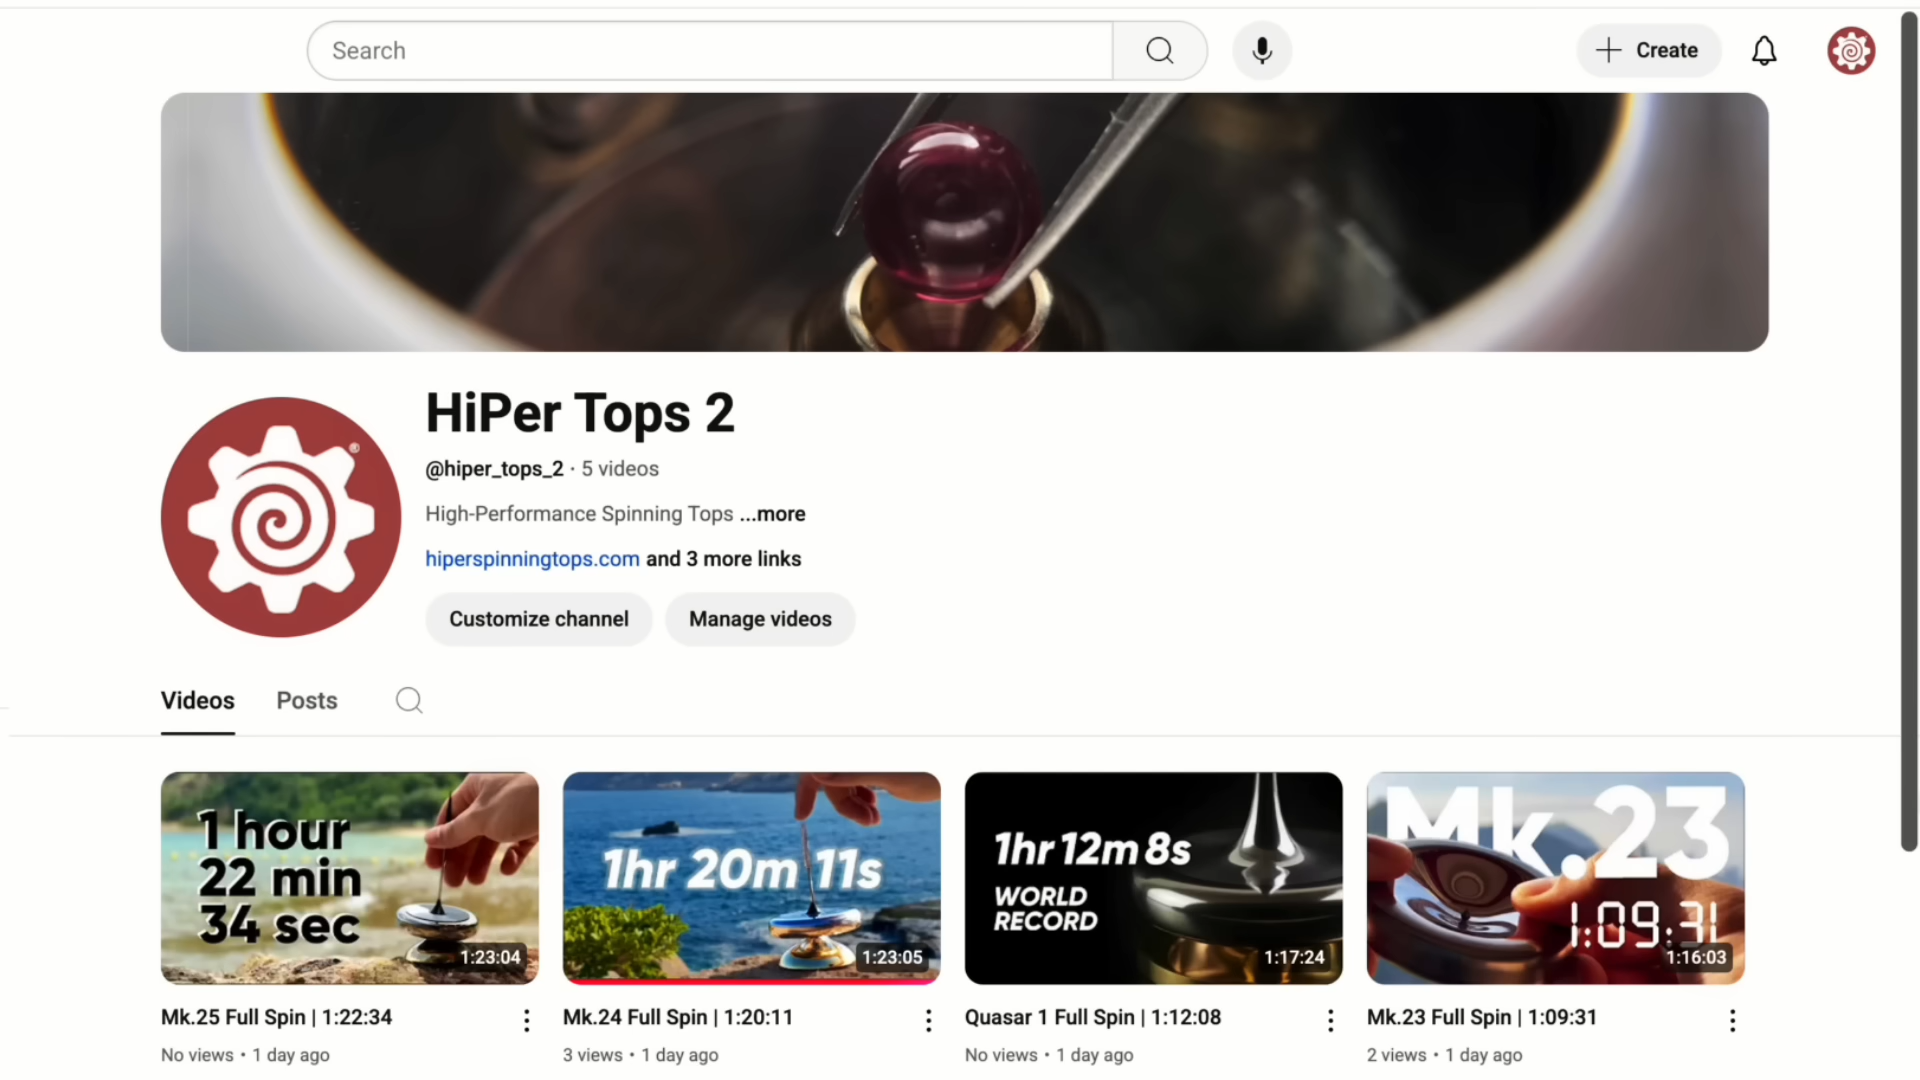 Search
Create
HiPer Tops 2
@hiper_tops_2 · 5 videos
High-Performance Spinning Tops ...more
hiperspinningtops.com and 3 more links
Customize channel
Manage videos
Videos
Posts
1 hour
22 min
34 sec
1:23:04
1hr 20m 11s
1:23:05
1hr 12m 8s
WORLD
RECORD
1:17:24
Mk.23
1:09:31
1:16:03
Mk.25 Full Spin | 1:22:34
No views • 1 day ago
Mk.24 Full Spin | 1:20:11
3 views • 1 day ago
Quasar 1 Full Spin | 1:12:08
No views • 1 day ago
Mk.23 Full Spin | 1:09:31
2 views • 1 day ago